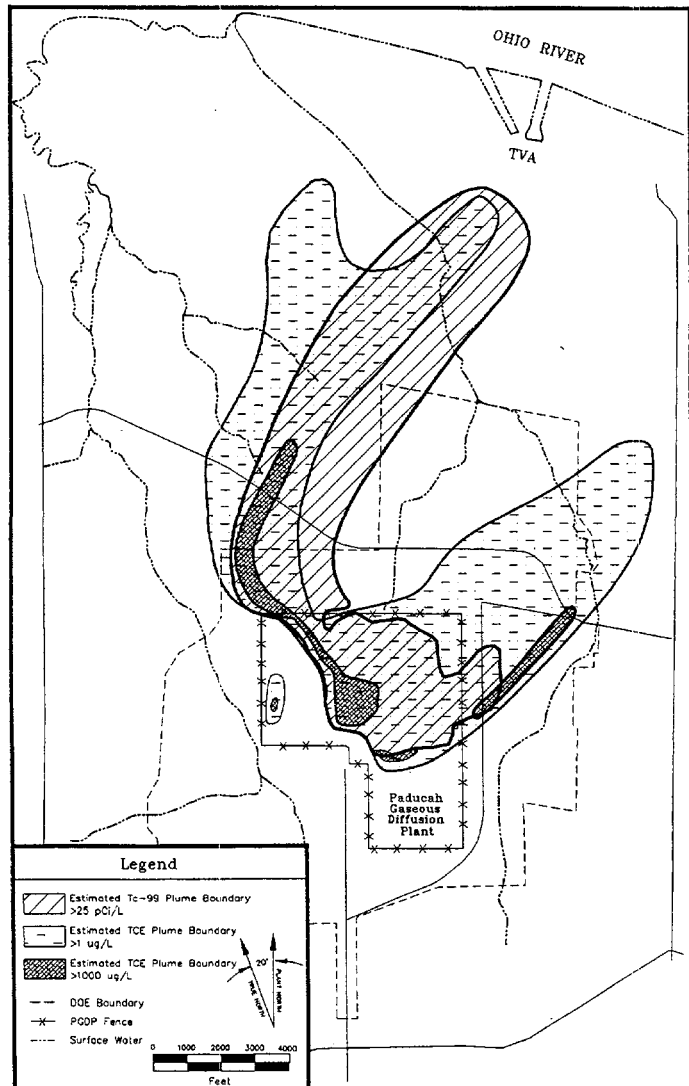 OHIO RIVER
TVA
Paducah
Gaseous
Diffusion
Plant
Legend
Estimated Tc-99 Plume Boundary
>25 pCi/L
Estimated TCE Plume Boundary
>1 ug/L
Estimated TCE Plume Boundary
>1000 ug/L
DOE Boundary
PGDP Fence
Surface Water
20°
TRUE NORTH
PLANT NORTH
0 1000 2000 3000 4000
Feet